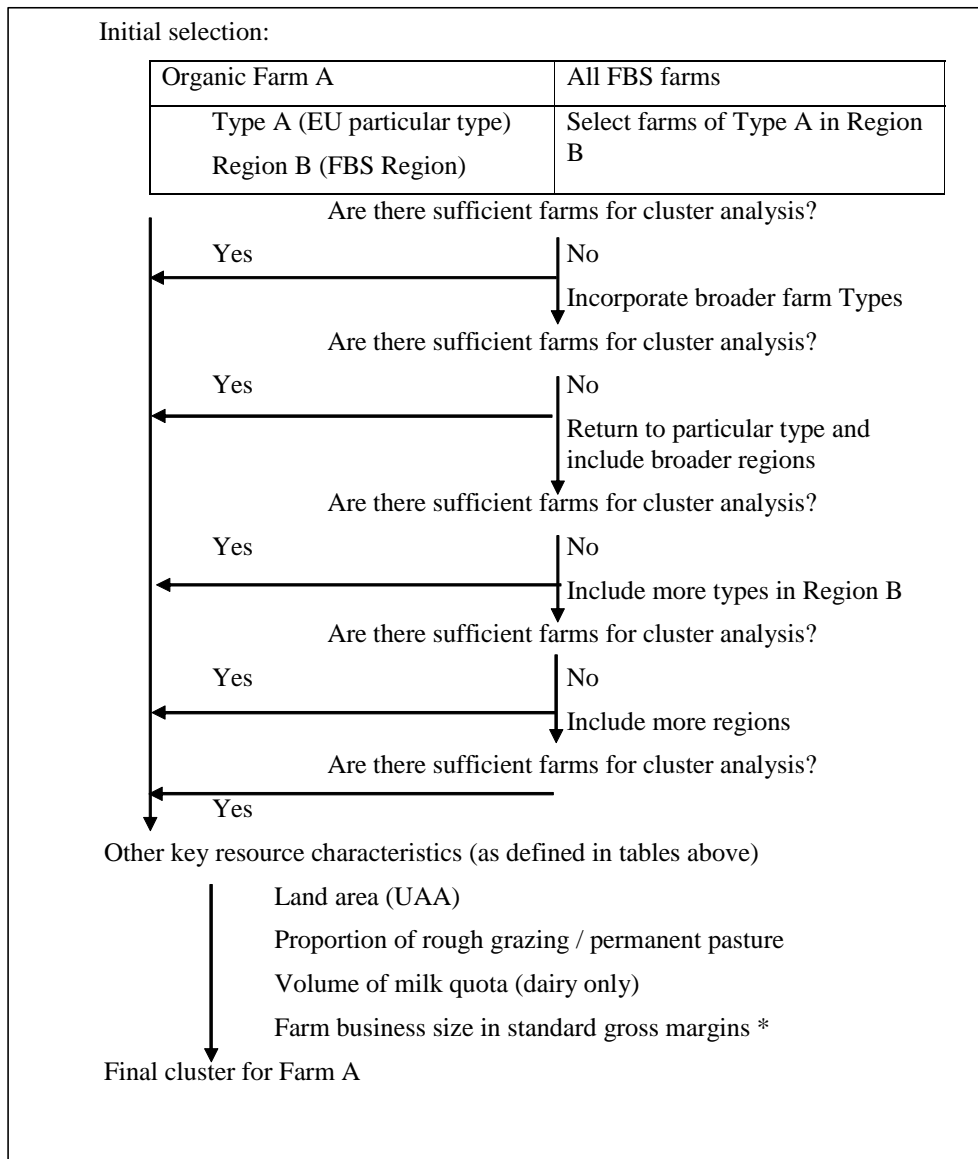 Initial selection:
Organic Farm A
All FBS farms
Type A (EU particular type)
Region B (FBS Region)
Select farms of Type A in Region
B
Are there sufficient farms for cluster analysis?
Yes
No
Incorporate broader farm Types
Are there sufficient farms for cluster analysis?
Yes
No
Return to particular type and
include broader regions
Are there sufficient farms for cluster analysis?
Yes
No
Include more types in Region B
Are there sufficient farms for cluster analysis?
Yes
No
Include more regions
Are there sufficient farms for cluster analysis?
Yes
Other key resource characteristics (as defined in tables above)
Land area (UAA)
Proportion of rough grazing / permanent pasture
Volume of milk quota (dairy only)
Farm business size in standard gross margins *
Final cluster for Farm A